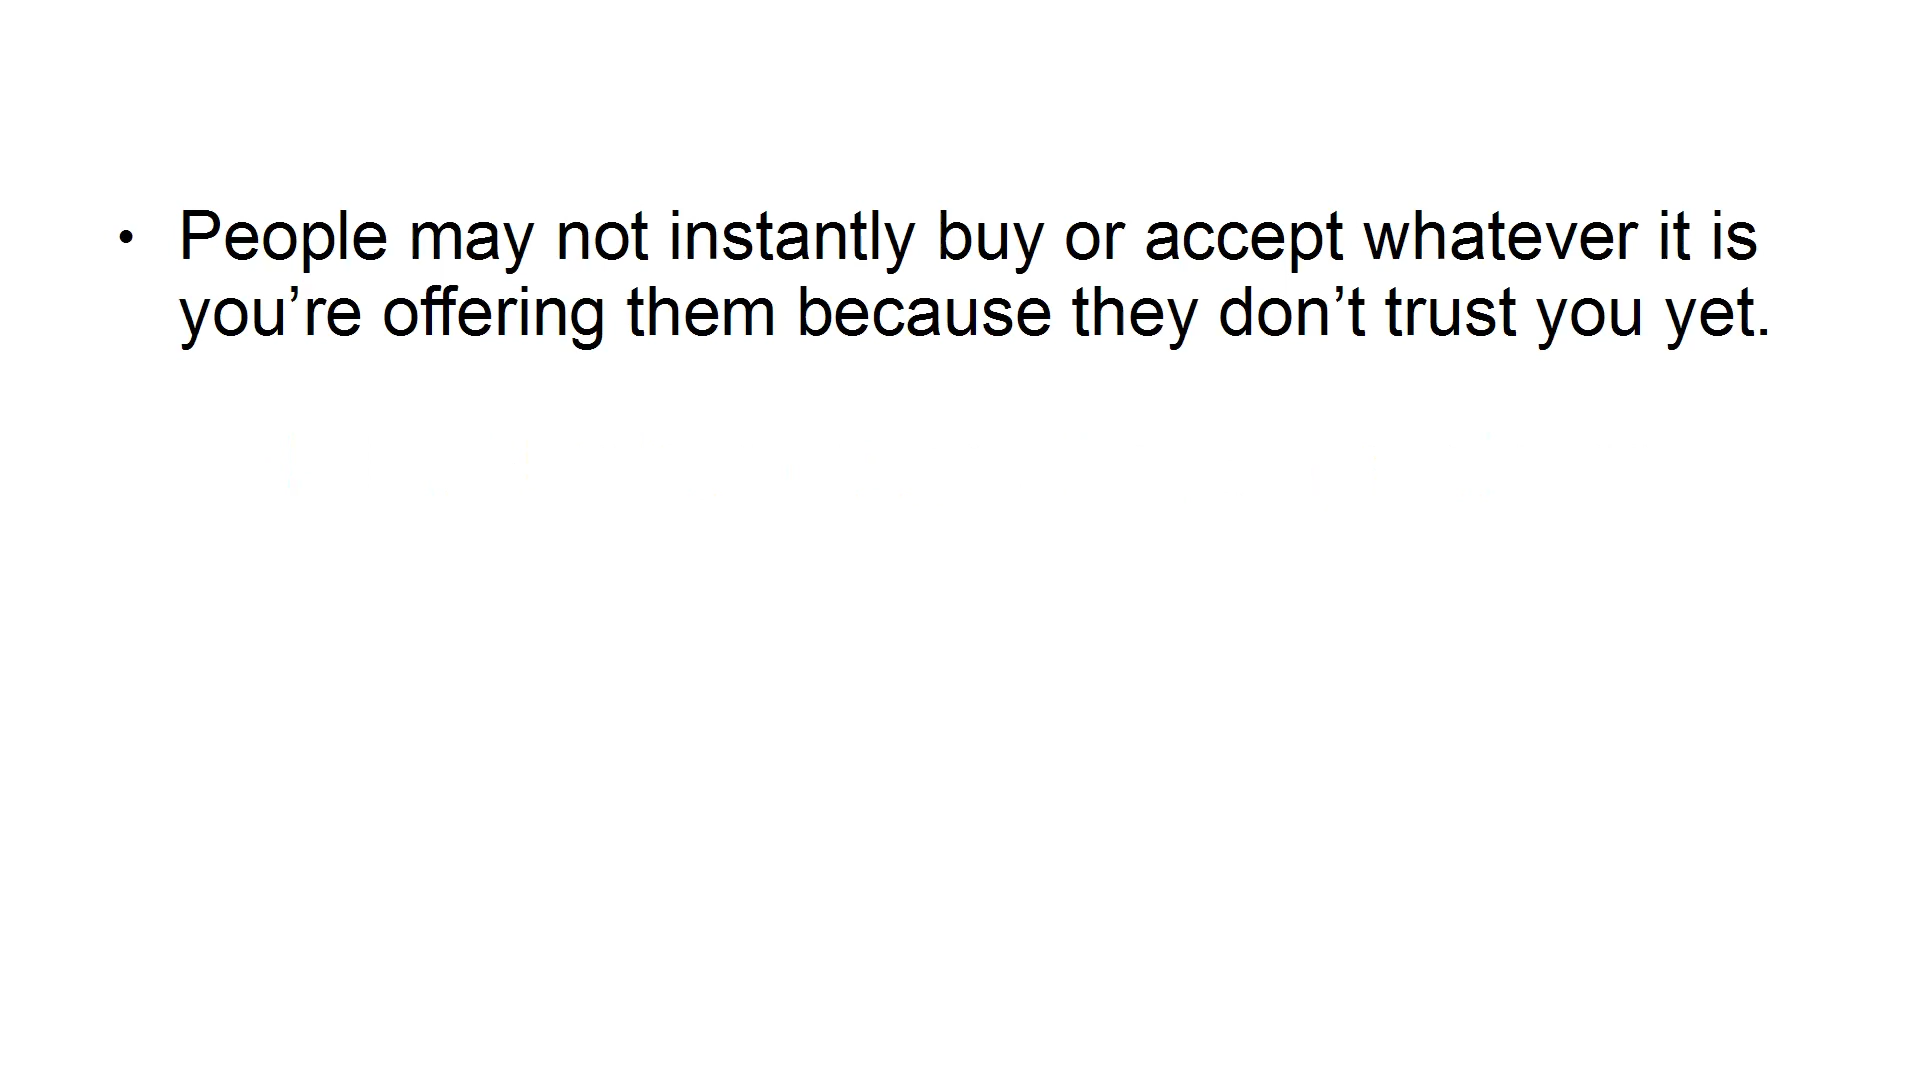 • People may not instantly buy or accept whatever it is
you’re offering them because they don’t trust you yet.